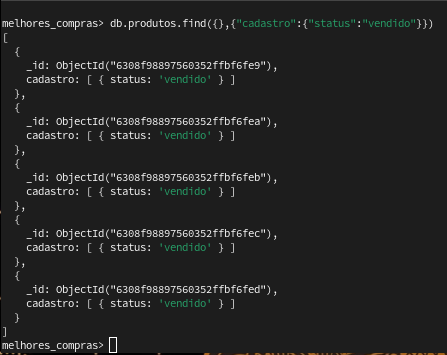 melhores_compras> db.produtos.find({},{"cadastro":{"status":"vendido"}})
[
  {
    _id: ObjectId("6308f98897560352ffbf6fe9"),
    cadastro: [ { status: 'vendido' } ]
  },
  {
    _id: ObjectId("6308f98897560352ffbf6fea"),
    cadastro: [ { status: 'vendido' } ]
  },
  {
    _id: ObjectId("6308f98897560352ffbf6feb"),
    cadastro: [ { status: 'vendido' } ]
  },
  {
    _id: ObjectId("6308f98897560352ffbf6fec"),
    cadastro: [ { status: 'vendido' } ]
  },
  {
    _id: ObjectId("6308f98897560352ffbf6fed"),
    cadastro: [ { status: 'vendido' } ]
  }
]
melhores_compras>